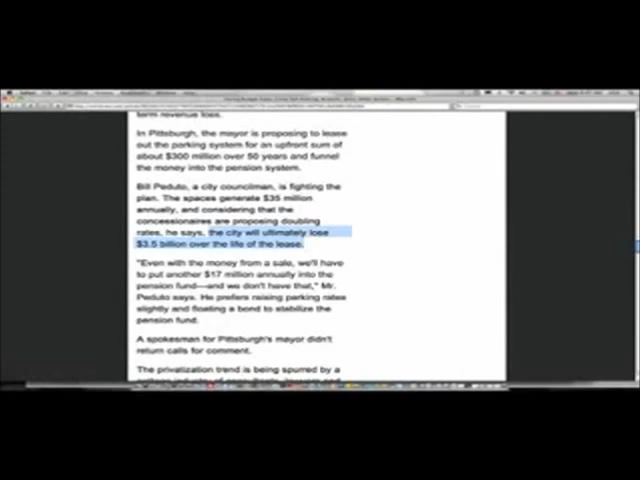 term revenue loss.
In Pittsburgh, the mayor is proposing to lease
out the parking system for an upfront sum of
about $300 million over 50 years and funnel
the money into the pension system.
Bill Peduto, a city councilman, is fighting the
plan. The spaces generate $35 million
annually, and considering that the
concessionaires are proposing doubling
rates, he says, the city will ultimately lose
$3.5 billion over the life of the lease.
"Even with the money from a sale, we'll have
to put another $17 million annually into the
pension fund—and we don't have that," Mr.
Peduto says. He prefers raising parking rates
slightly and floating a bond to stabilize the
pension fund.
A spokesman for Pittsburgh's mayor didn't
return calls for comment.
The privatization trend is being spurred by a